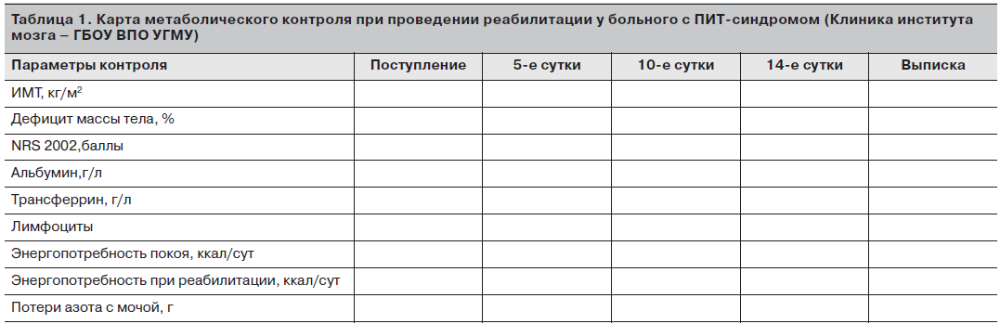 Таблица 1. Карта метаболического контроля при проведении реабилитации у больного с ПИТ-синдромом (Клиника института
мозга – ГБОУ ВПО УГМУ)
Параметры контроля Поступление 5-е сутки 10-е сутки 14-е сутки Выписка
ИМТ, кг/м²
Дефицит массы тела, %
NRS 2002,баллы
Альбумин,г/л
Трансферрин, г/л
Лимфоциты
Энергопотребность покоя, ккал/сут
Энергопотребность при реабилитации, ккал/сут
Потери азота с мочой, г